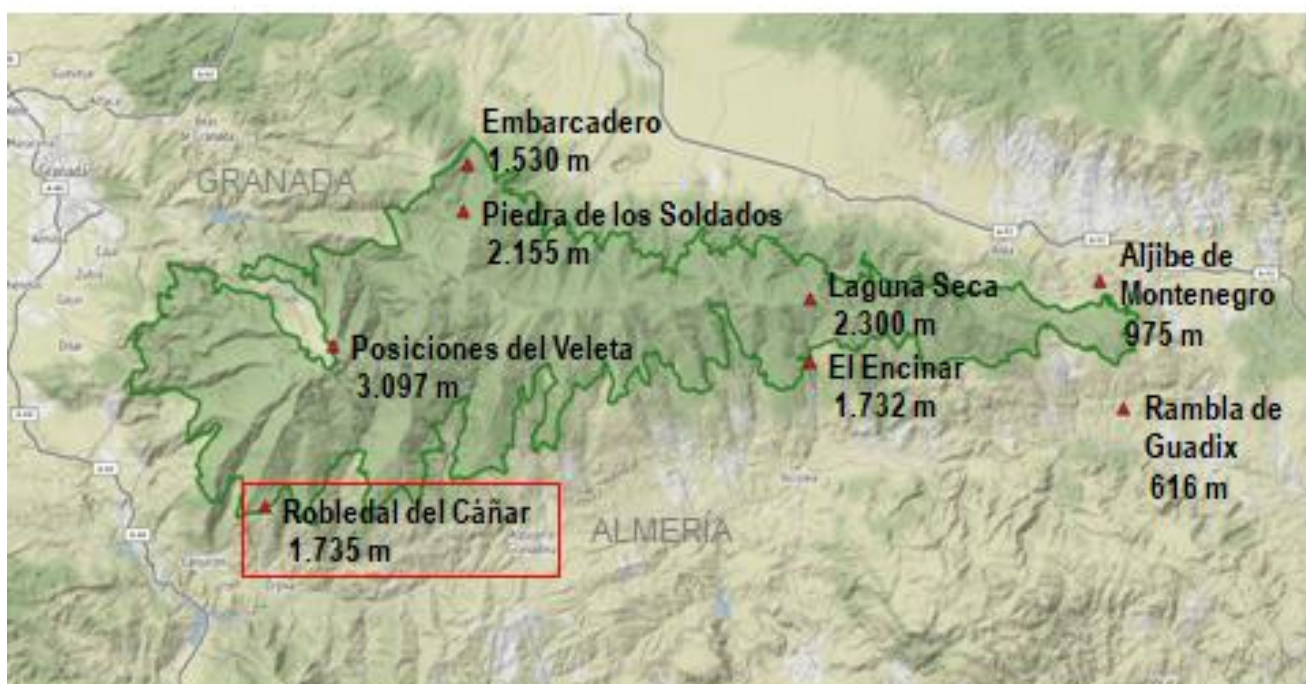 Embarcadero
1.530 m
GRANADA
Piedra de los Soldados
2.155 m
Aljibe de
Montenegro
975 m
Laguna Seca
2.300 m
Posiciones del Veleta
3.097 m
El Encinar
1.732 m
Rambla de
Guadix
616 m
Robledal del Cáñar
1.735 m
ALMERÍA